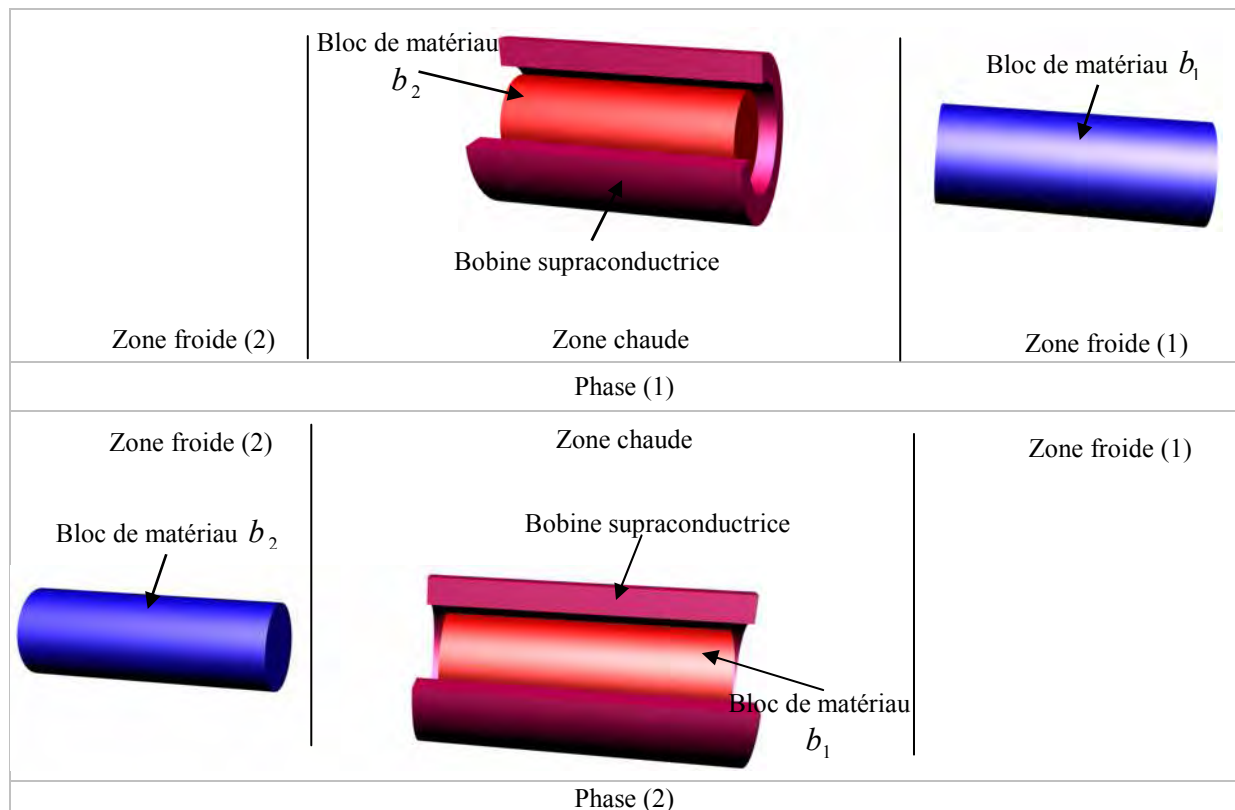 Bloc de matériau
b₂
Bloc de matériau b₁
Bobine supraconductrice
Zone froide (2)
Zone chaude
Zone froide (1)
Phase (1)
Zone froide (2)
Zone chaude
Zone froide (1)
Bobine supraconductrice
Bloc de matériau b₂
Bloc de matériau
b₁
Phase (2)